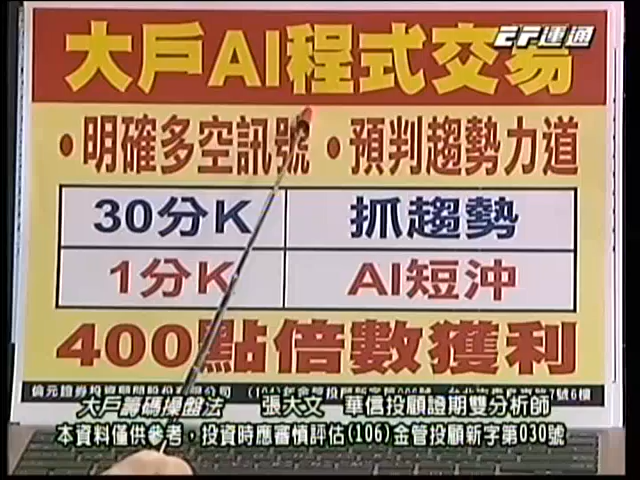 運通
大戶AI程式交易
•明確多空訊號 •預判趨勢力道
30分K 抓趨勢
1分K AI短沖
400點倍數獲利
大戶籌碼操盤法 張大文 華信投顧證期雙分析師
本資料僅供參考,投資時應審慎評估(106)金管投顧新字第030號